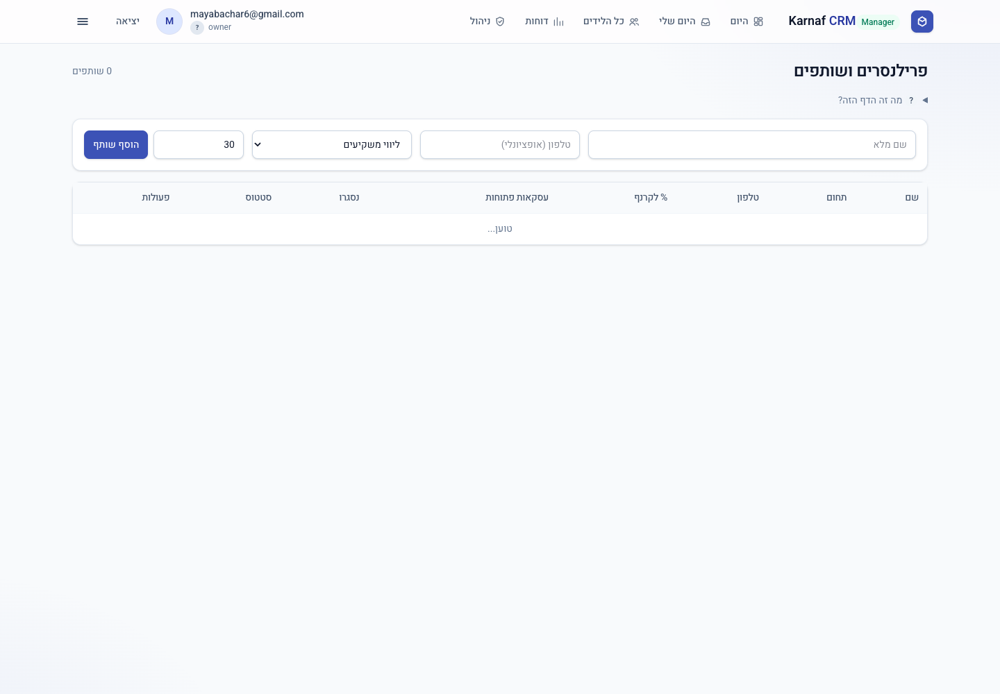 Karnaf CRM Manager
היום
היום שלי
כל הלידים
דוחות
ניהול
mayabachar6@gmail.com
? owner
M
יציאה
פרילנסרים ושותפים
0 שותפים
מה זה הדף הזה? ?
שם מלא
טלפון (אופציונלי)
ליווי משקיעים
30
הוסף שותף
שם תחום טלפון % לקרנף עסקאות פתוחות נסגרו סטטוס פעולות
טוען...